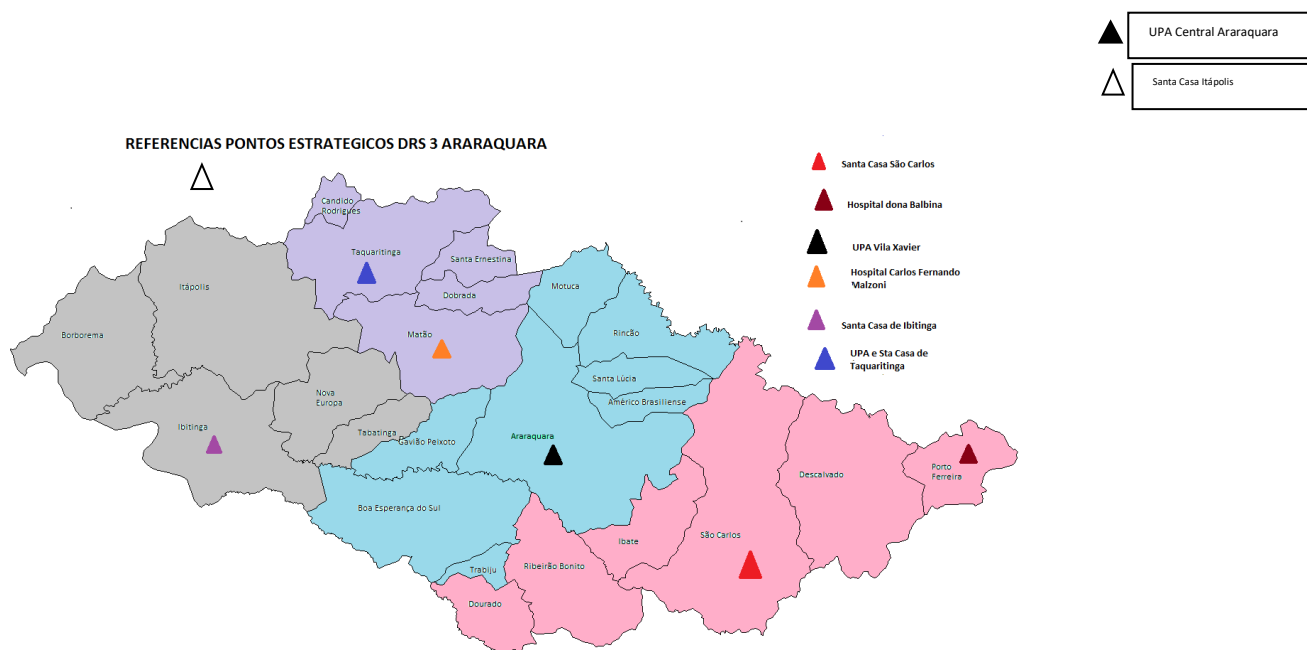 UPA Central Araraquara
Santa Casa Itápolis
REFERENCIAS PONTOS ESTRATEGICOS DRS 3 ARARAQUARA
Santa Casa São Carlos
Hospital dona Balbina
UPA Vila Xavier
Hospital Carlos Fernando
Malzoni
Santa Casa de Ibitinga
UPA e Sta Casa de
Taquaritinga
Candido
Rodrigues
Taquaritinga
Santa Ernestina
Itápolis
Motuca
Dobrada
Borborema
Matão
Rincão
Santa Lúcia
Nova
Europa
Américo Brasiliense
Ibitinga
Tabatinga
Gavião Peixoto
Araraquara
Descalvado
Porto
Ferreira
Boa Esperança do Sul
São Carlos
Ibate
Trabiju
Ribeirão Bonito
Dourado